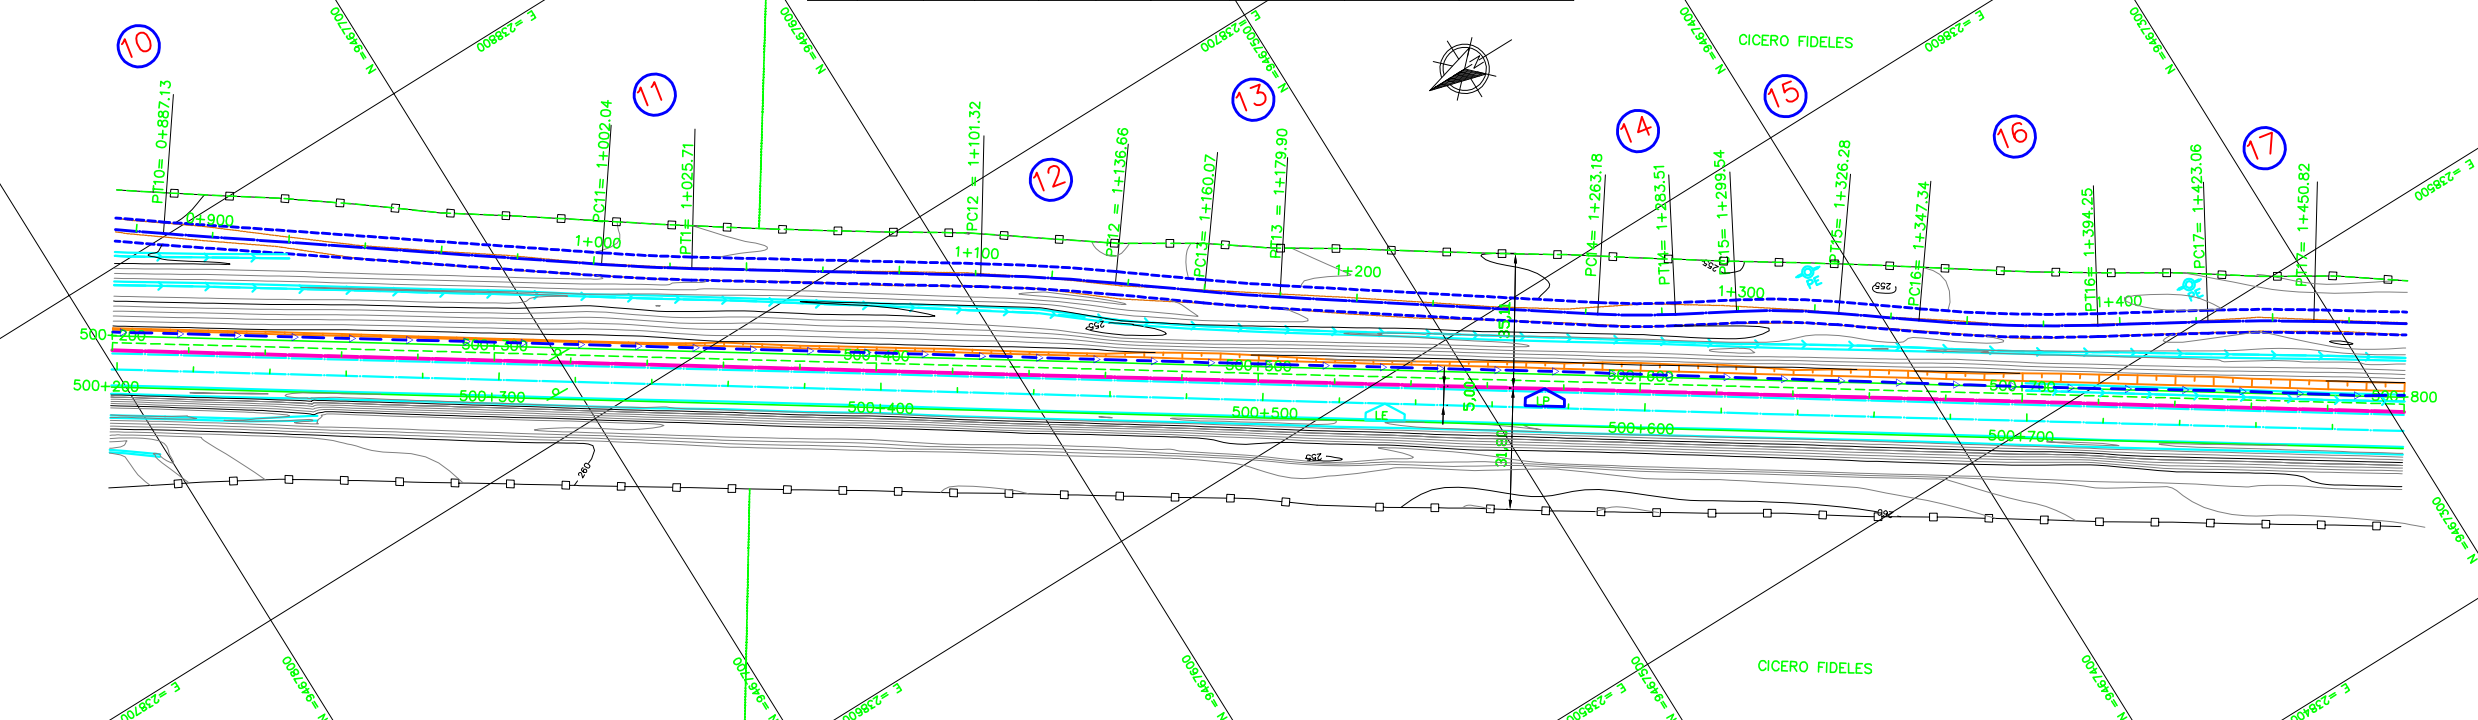 10
11
12
13
14
15
16
17
N =9467700
E =238800
N =9467600
E =238700
N =9467500
N =9467400
E =238600
N =9467300
E =238500
CICERO FIDELES
N
PT10= 0+887.13
PC11= 1+002.04
PT1= 1+025.71
PC12 = 1+101.32
PT12 = 1+136.66
PC13= 1+160.07
PT13 = 1+179.90
PC14= 1+263.18
PT14= 1+283.51
PC15= 1+299.54
PT15= 1+326.28
PC16= 1+347.34
PT16= 1+394.25
PC17= 1+423.06
PT17= 1+450.82
0+900
1+000
1+100
1+200
1+300
1+400
255
255
255
255
260
260
PE
PE
500+200
500+300
500+400
500+500
500+600
500+700
500+800
500+200
500+300
500+400
500+500
500+600
500+700
5,00
LE
LP
CICERO FIDELES
E =238700
N =9467800
N =9467700
E =238600
N =9467600
E =238500
N =9467500
N =9467400
E =238400
N =9467300